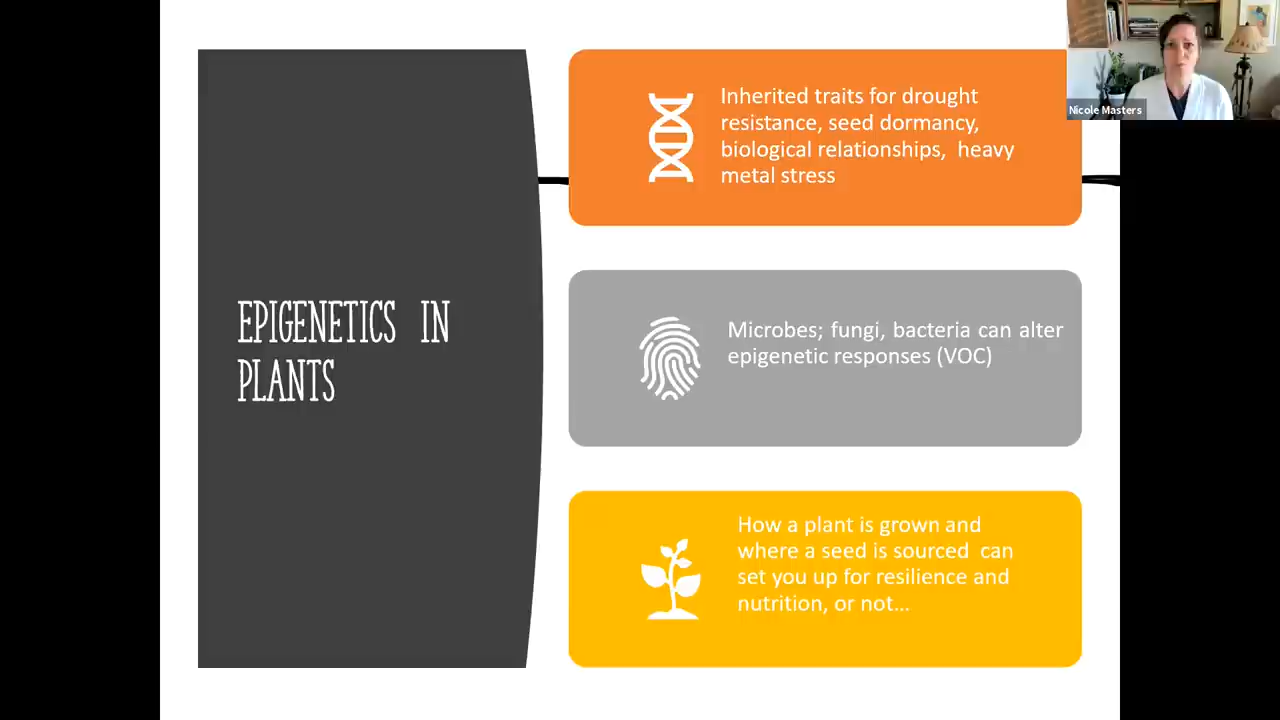 EPIGENETICS IN
PLANTS
Inherited traits for drought
resistance, seed dormancy,
biological relationships, heavy
metal stress
Microbes; fungi, bacteria can alter
epigenetic responses (VOC)
How a plant is grown and
where a seed is sourced can
set you up for resilience and
nutrition, or not...
Nicole Masters